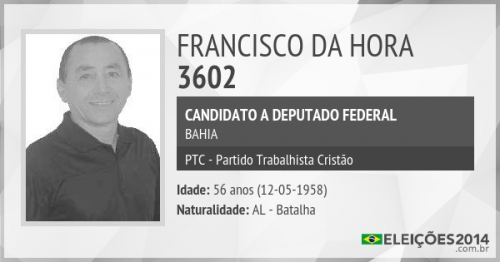 FRANCISCO DA HORA
3602
CANDIDATO A DEPUTADO FEDERAL
BAHIA
PTC - Partido Trabalhista Cristão
Idade: 56 anos (12-05-1958)
Naturalidade: AL - Batalha
ELEIÇÕES2014
.com.br